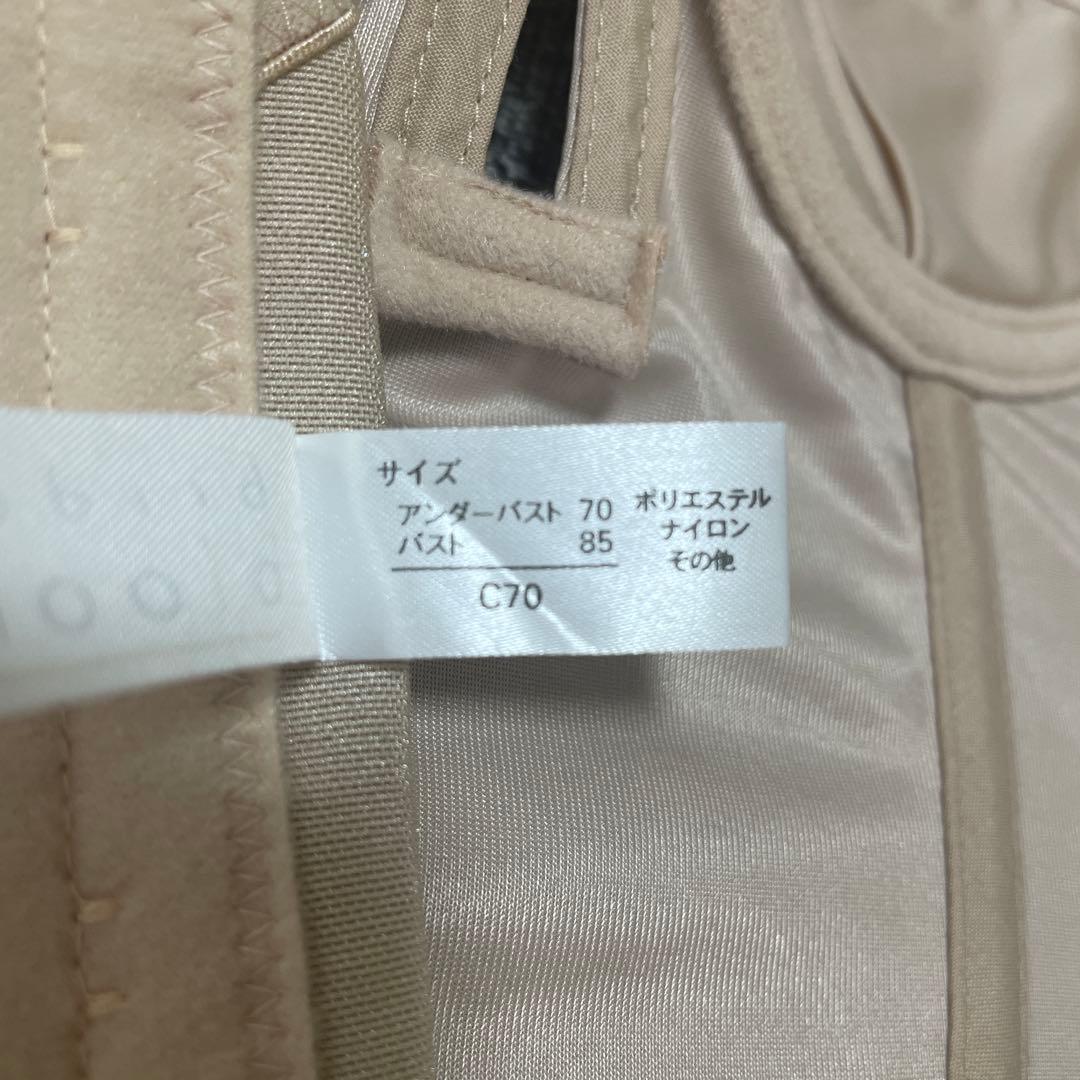 サイズ
アンダーバスト 70
バスト 85
C70
ポリエステル
ナイロン
その他